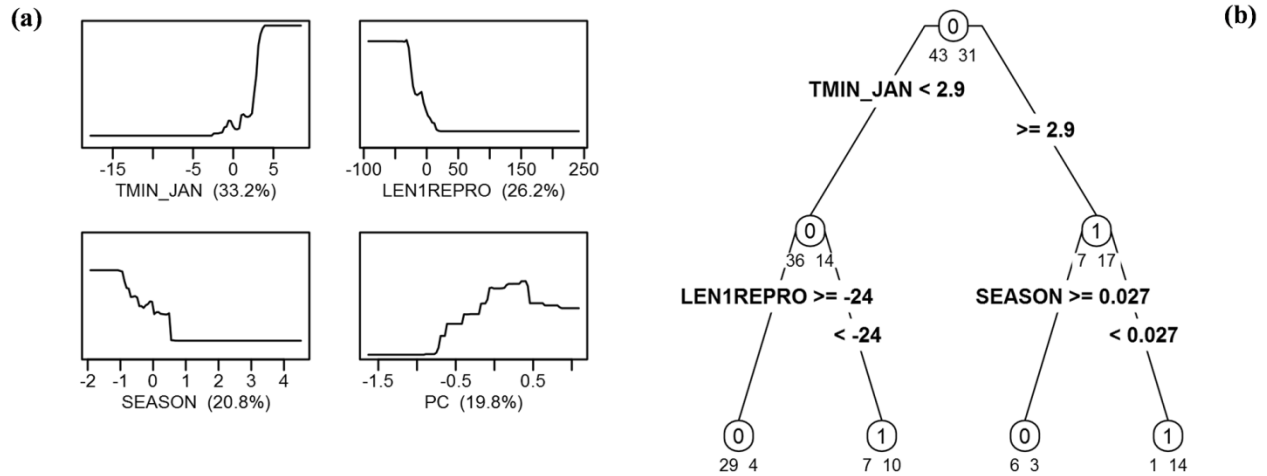 (a)
-15 -5 0 5
TMIN_JAN (33.2%)
-100 0 50 150 250
LEN1REPRO (26.2%)
-2 -1 0 1 2 3 4
SEASON (20.8%)
-1.5 -0.5 0.5
PC (19.8%)
(b)
0
43 31
TMIN_JAN < 2.9
>= 2.9
0
36 14
1
7 17
LEN1REPRO >= -24
< -24
SEASON >= 0.027
< 0.027
0
29 4
1
7 10
0
6 3
1
1 14